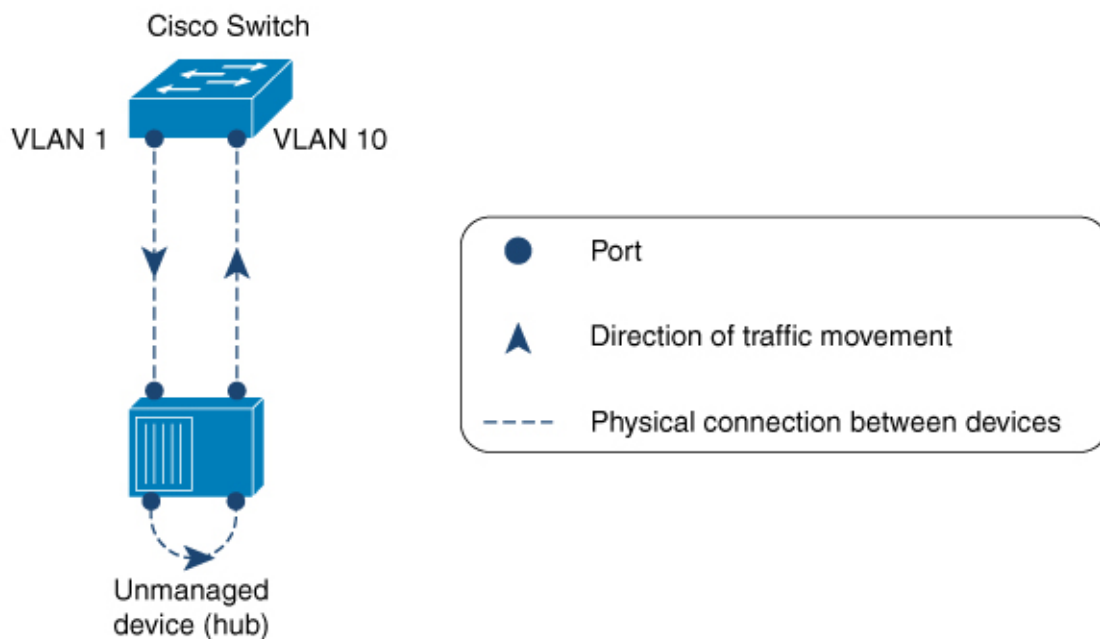 Cisco Switch
VLAN 1
VLAN 10
Port
Direction of traffic movement
Physical connection between devices
Unmanaged
device (hub)